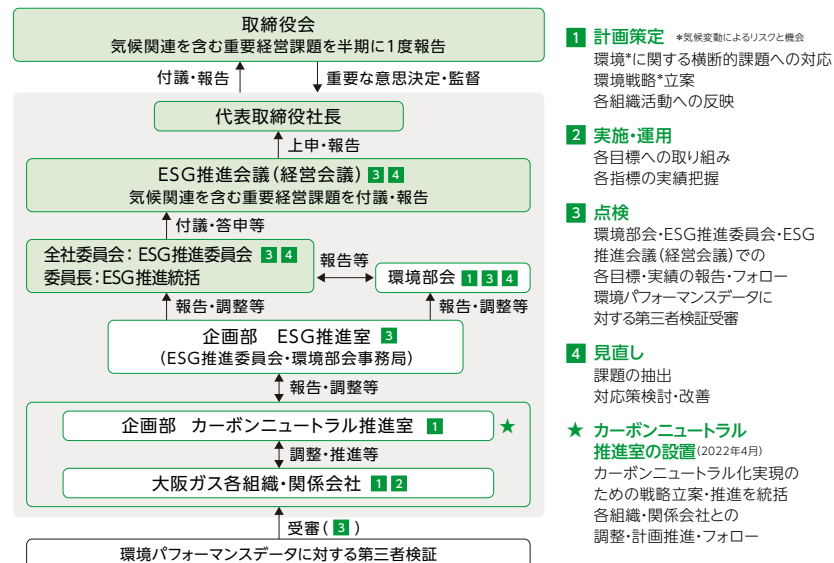 取締役会
気候関連を含む重要経営課題を半期に1度報告
付議・報告
重要な意思決定・監督
代表取締役社長
上申・報告
ESG推進会議(経営会議) 3 4
気候関連を含む重要経営課題を付議・報告
付議・答申等
全社委員会：ESG推進委員会 3 4
委員長：ESG推進統括
報告等
環境部会 1 3 4
報告・調整等
報告・調整等
企画部 ESG推進室 3
(ESG推進委員会・環境部会事務局)
報告・調整等
企画部 カーボンニュートラル推進室 1 ★
調整・推進等
大阪ガス各組織・関係会社 1 2
受審( 3 )
環境パフォーマンスデータに対する第三者検証
1 計画策定 *気候変動によるリスクと機会
環境*に関する横断的課題への対応
環境戦略*立案
各組織活動への反映
2 実施・運用
各目標への取り組み
各指標の実績把握
3 点検
環境部会・ESG推進委員会・ESG
推進会議(経営会議)での
各目標・実績の報告・フォロー
環境パフォーマンスデータに
対する第三者検証受審
4 見直し
課題の抽出
対応策検討・改善
★ カーボンニュートラル
推進室の設置(2022年4月)
カーボンニュートラル化実現の
ための戦略立案・推進を統括
各組織・関係会社との
調整・計画推進・フォロー